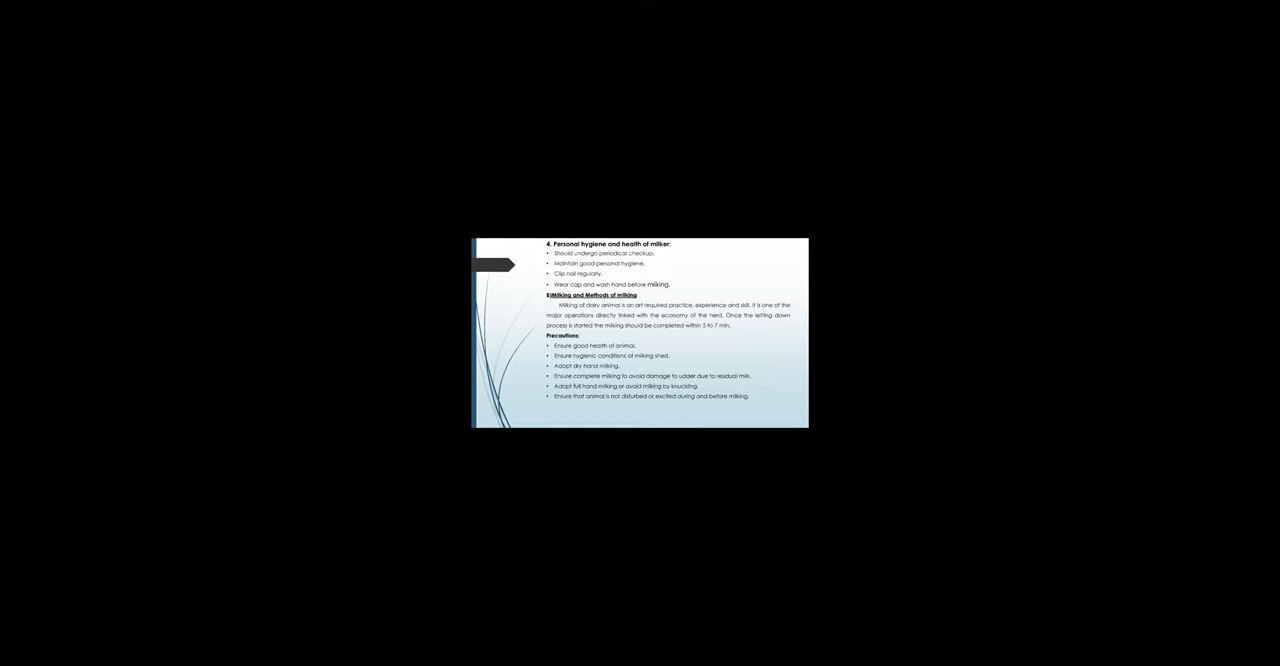 4. Personal hygiene and health of milker:
• Should undergo periodical checkup.
• Maintain good personal hygiene.
• Clip nail regularly.
• Wear cap and wash hand before milking.
B)Milking and Methods of milking
Milking of dairy animal is an art required practice, experience and skill. It is one of the
major operations directly linked with the economy of the herd. Once the letting down
process is started the milking should be completed within 5 to 7 min.
Precautions:
• Ensure good health of animal.
• Ensure hygienic conditions of milking shed.
• Adopt dry hand milking.
• Ensure complete milking to avoid damage to udder due to residual milk.
• Adopt full hand milking or avoid milking by knuckling.
• Ensure that animal is not disturbed or excited during and before milking.